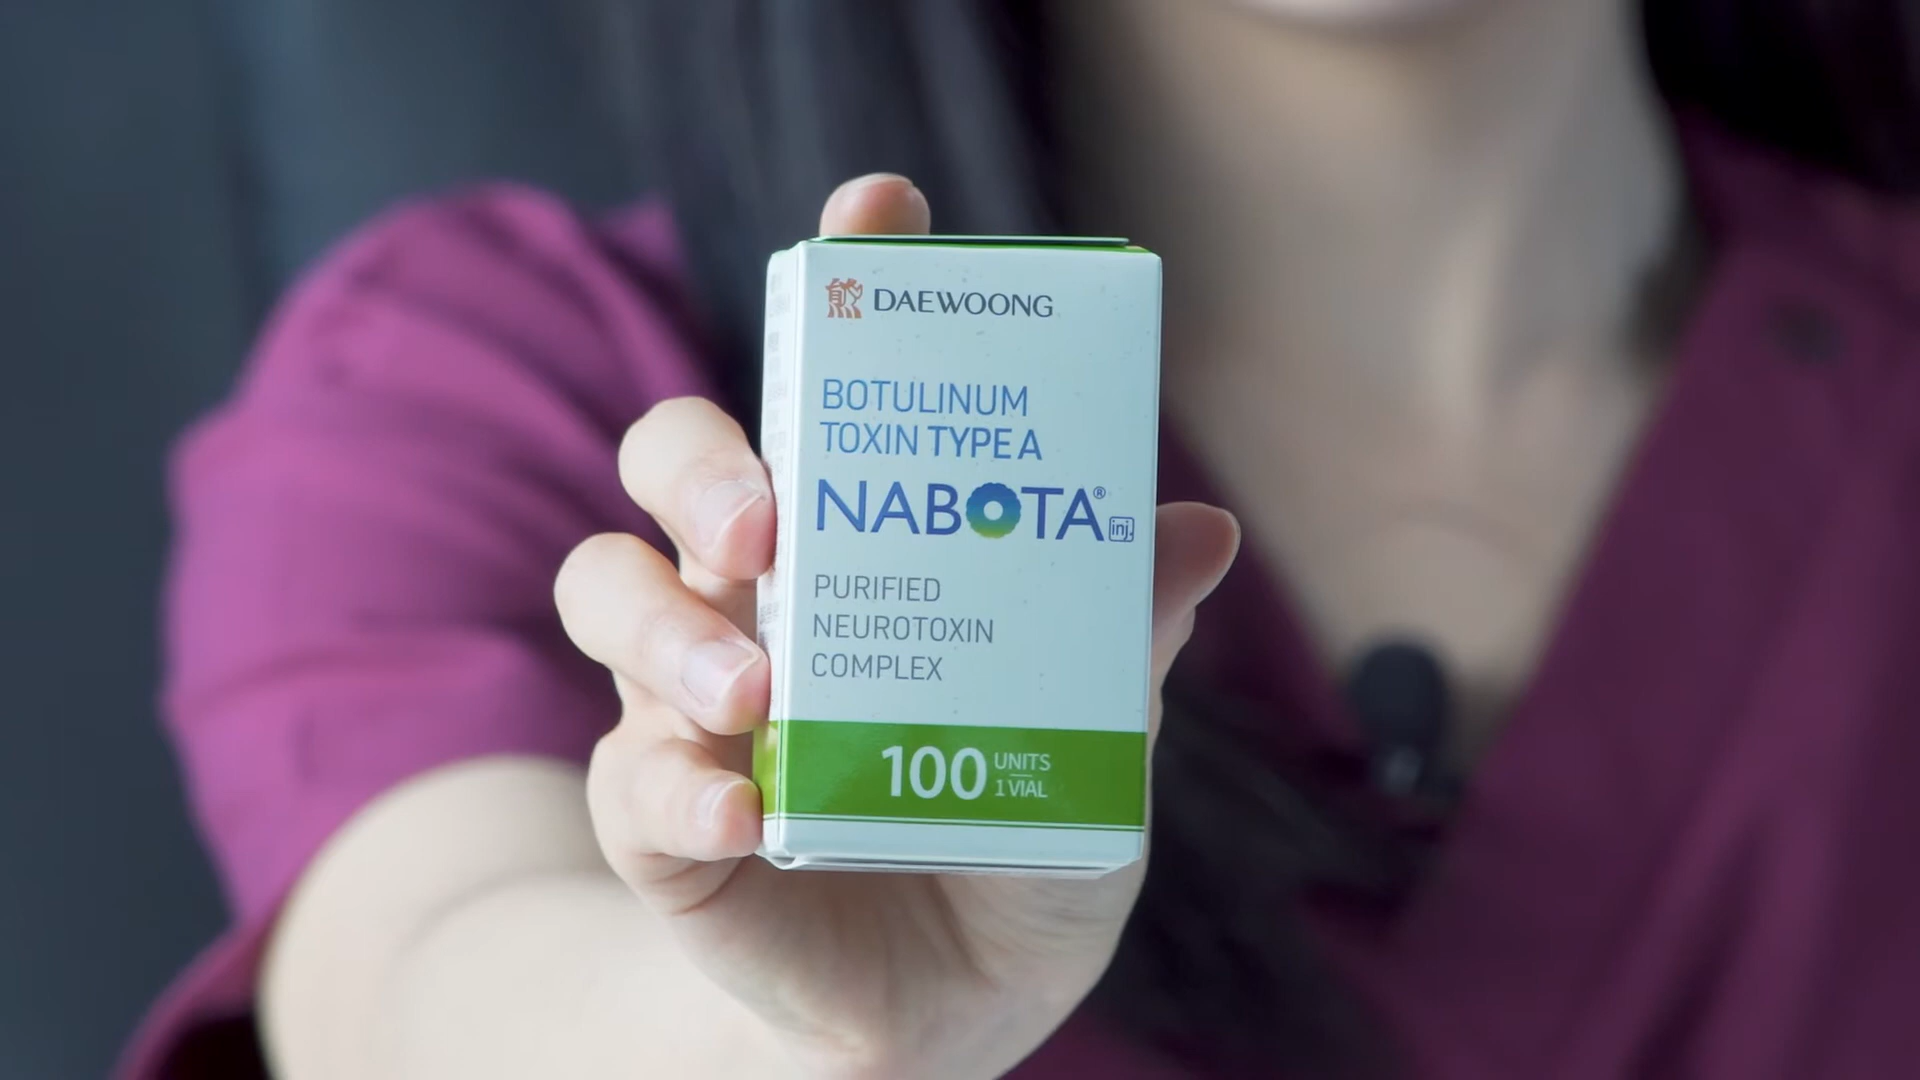 DAEWOONG
BOTULINUM
TOXIN TYPE A
NABOTA® inj.
PURIFIED
NEUROTOXIN
COMPLEX
100 UNITS
1 VIAL